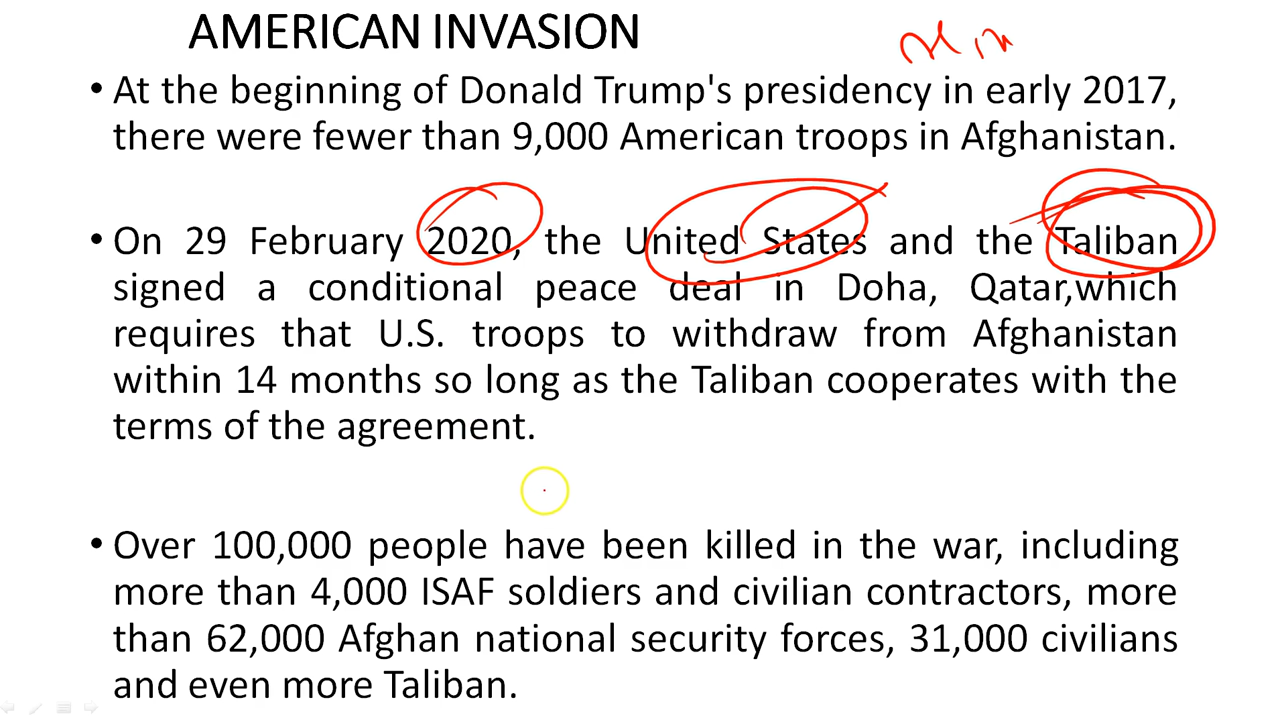 AMERICAN INVASION
• At the beginning of Donald Trump's presidency in early 2017,
there were fewer than 9,000 American troops in Afghanistan.
• On 29 February 2020, the United States and the Taliban
signed a conditional peace deal in Doha, Qatar,which
requires that U.S. troops to withdraw from Afghanistan
within 14 months so long as the Taliban cooperates with the
terms of the agreement.
• Over 100,000 people have been killed in the war, including
more than 4,000 ISAF soldiers and civilian contractors, more
than 62,000 Afghan national security forces, 31,000 civilians
and even more Taliban.